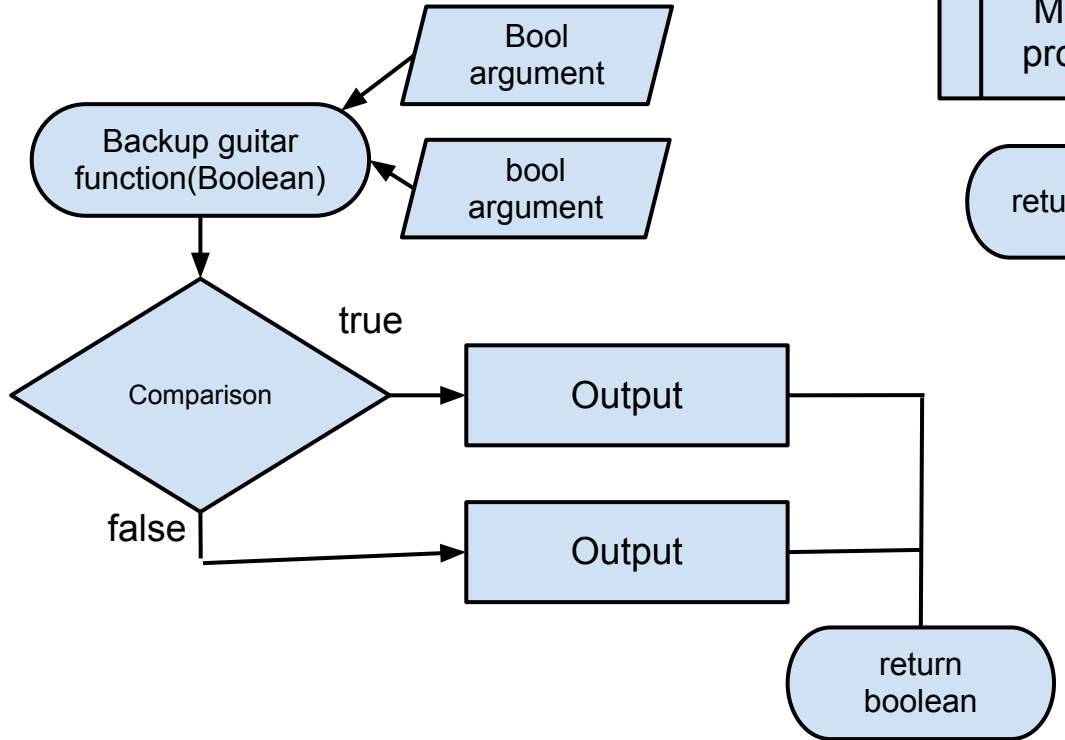 Bool
argument
Backup guitar
function(Boolean)
bool
argument
true
Comparison
Output
false
Output
return
boolean